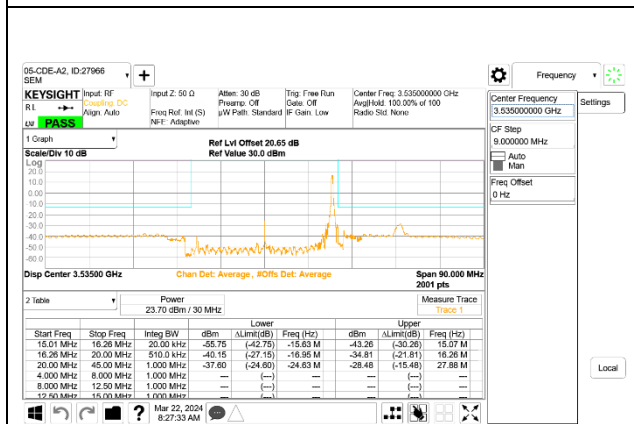 05-CDE-A2, ID:27966
SEM
Frequency
KEYSIGHT Input: RF Input Z: 50 Ω Atten: 30 dB Trig: Free Run Center Freq: 3.535000000 GHz
RL Coupling: DC Preamp: Off Gate: Off Avg|Hold: 100.00% of 100
Align: Auto Freq Ref: Int (S) µW Path: Standard IF Gain: Low Radio Std: None
NFE: Adaptive
PASS
Center Frequency
3.535000000 GHz
Settings
CF Step
9.000000 MHz
Auto
Man
Freq Offset
0 Hz
1 Graph
Ref Lvl Offset 20.65 dB
Scale/Div 10 dB Ref Value 30.0 dBm
Log
20.0
10.0
0.00
-10.0
-20.0
-30.0
-40.0
-50.0
-60.0
Disp Center 3.53500 GHz Chan Det: Average, #Offs Det: Average Span 90.000 MHz
2001 pts
2 Table Power Measure Trace
23.70 dBm / 30 MHz Trace 1
Lower Upper
Start Freq Stop Freq Integ BW dBm ΔLimit(dB) Freq (Hz) dBm ΔLimit(dB) Freq (Hz)
15.01 MHz 16.26 MHz 20.00 kHz -55.75 (-42.75) -15.63 M -43.26 (-30.26) 15.07 M
16.26 MHz 20.00 MHz 510.0 kHz -40.15 (-27.15) -16.95 M -34.81 (-21.81) 16.26 M
20.00 MHz 45.00 MHz 1.000 MHz -37.60 (-24.60) -24.63 M -28.48 (-15.48) 27.88 M
4.000 MHz 8.000 MHz 1.000 MHz --- (---) --- --- (---) ---
8.000 MHz 12.50 MHz 1.000 MHz --- (---) --- --- (---) ---
12.50 MHz 15.00 MHz 1.000 MHz --- (---) --- --- (---) ---
Local
? Mar 22, 2024
8:27:33 AM